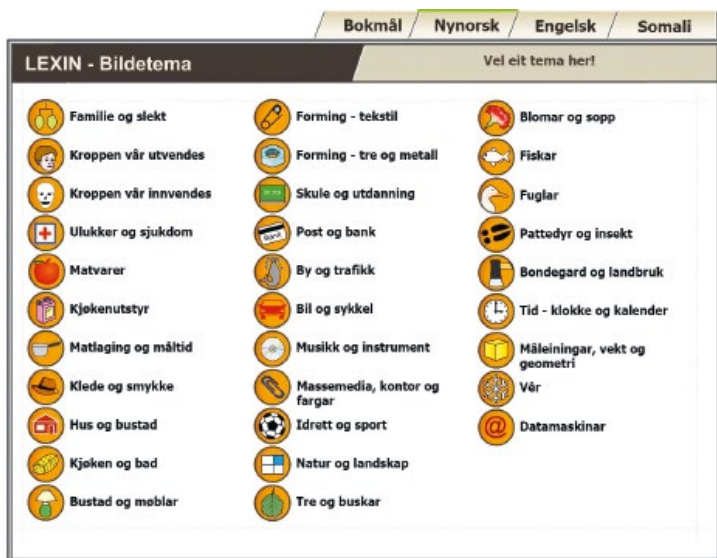 Bokmål
Nynorsk
Engelsk
Somali
LEXIN - Bildetema
Vel eit tema her!
Familie og slekt
Kroppen vår utvendes
Kroppen vår innvendes
Ulukker og sjukdom
Matvarer
Kjøkenutstyr
Matlaging og måltid
Klede og smykke
Hus og bustad
Kjøken og bad
Bustad og møblar
Forming - tekstil
Forming - tre og metall
Skule og utdanning
Post og bank
By og trafikk
Bil og sykkel
Musikk og instrument
Massemedia, kontor og
fargar
Idrett og sport
Natur og landskap
Tre og buskar
Blomar og sopp
Fiskar
Fuglar
Pattedyr og insekt
Bondegard og landbruk
Tid - klokke og kalender
Måleiningar, vekt og
geometri
Vêr
Datamaskinar
Bank
@